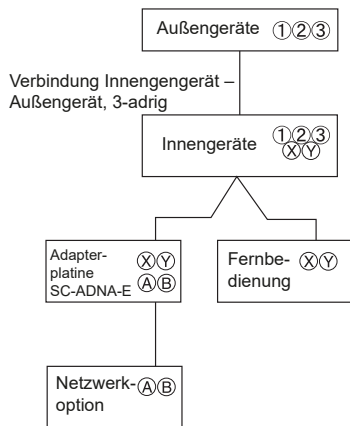 Außengeräte ①②③
Verbindung Innengengerät –
Außengerät, 3-adrig
Innengeräte ①②③
ⓍⓎ
Adapter-
platine ⓍⓎ
SC-ADNA-E ⒶⒷ
Fernbe- ⓍⓎ
dienung
Netzwerk- ⒶⒷ
option